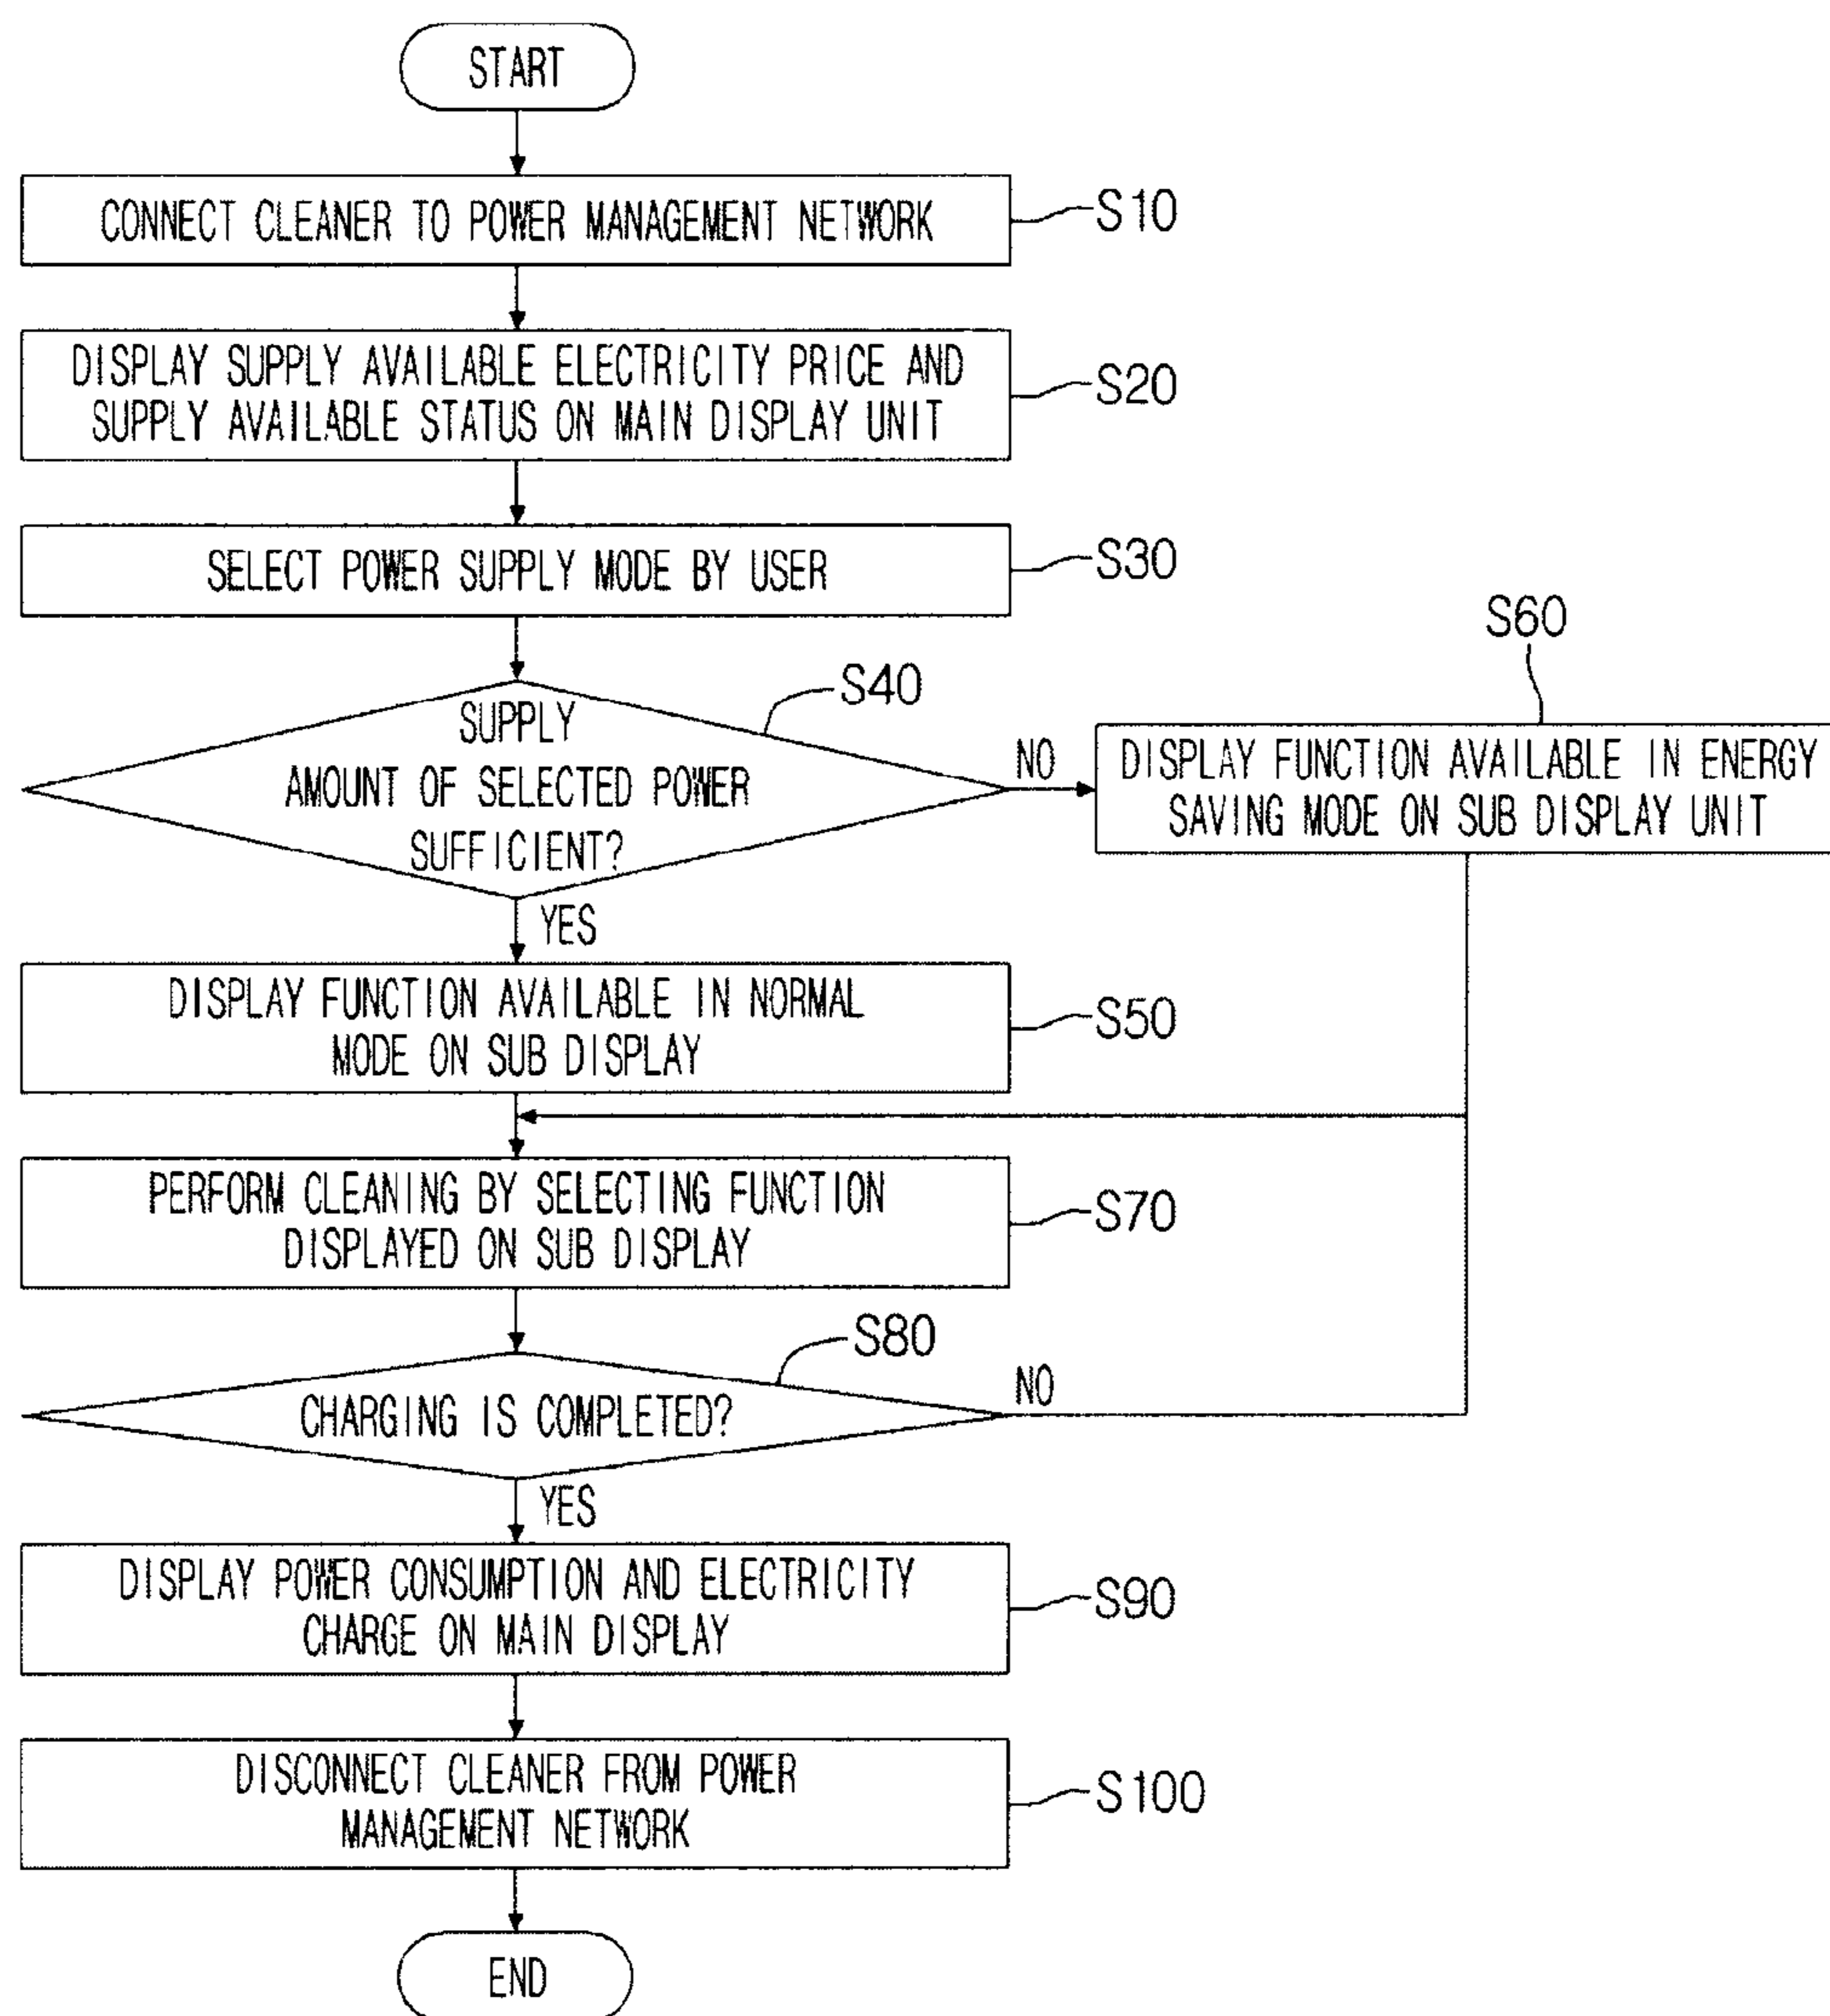 START
CONNECT CLEANER TO POWER MANAGEMENT NETWORK
S10
DISPLAY SUPPLY AVAILABLE ELECTRICITY PRICE AND
SUPPLY AVAILABLE STATUS ON MAIN DISPLAY UNIT
S20
SELECT POWER SUPPLY MODE BY USER
S30
S40
SUPPLY
AMOUNT OF SELECTED POWER
SUFFICIENT?
NO
S60
DISPLAY FUNCTION AVAILABLE IN ENERGY
SAVING MODE ON SUB DISPLAY UNIT
YES
DISPLAY FUNCTION AVAILABLE IN NORMAL
MODE ON SUB DISPLAY
S50
PERFORM CLEANING BY SELECTING FUNCTION
DISPLAYED ON SUB DISPLAY
S70
S80
CHARGING IS COMPLETED?
NO
YES
DISPLAY POWER CONSUMPTION AND ELECTRICITY
CHARGE ON MAIN DISPLAY
S90
DISCONNECT CLEANER FROM POWER
MANAGEMENT NETWORK
S100
END